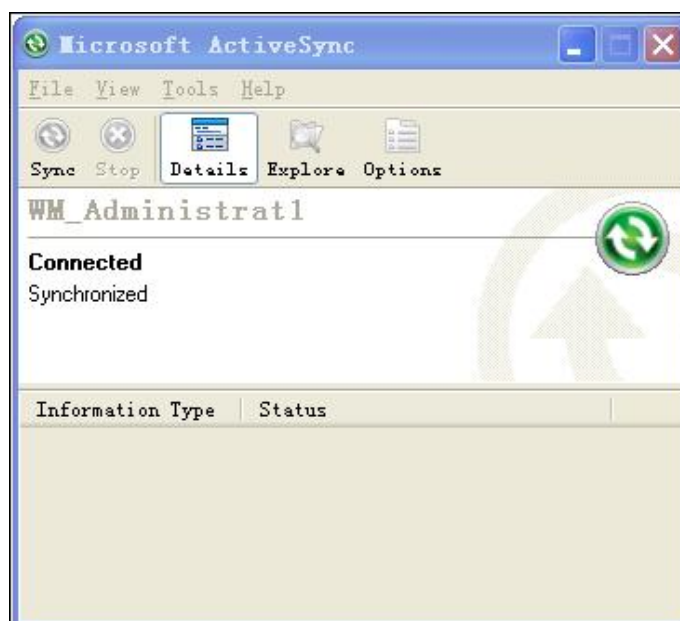 Microsoft ActiveSync
File View Tools Help
Sync Stop Details Explore Options
WM_Administrat1
Connected
Synchronized
Information Type Status